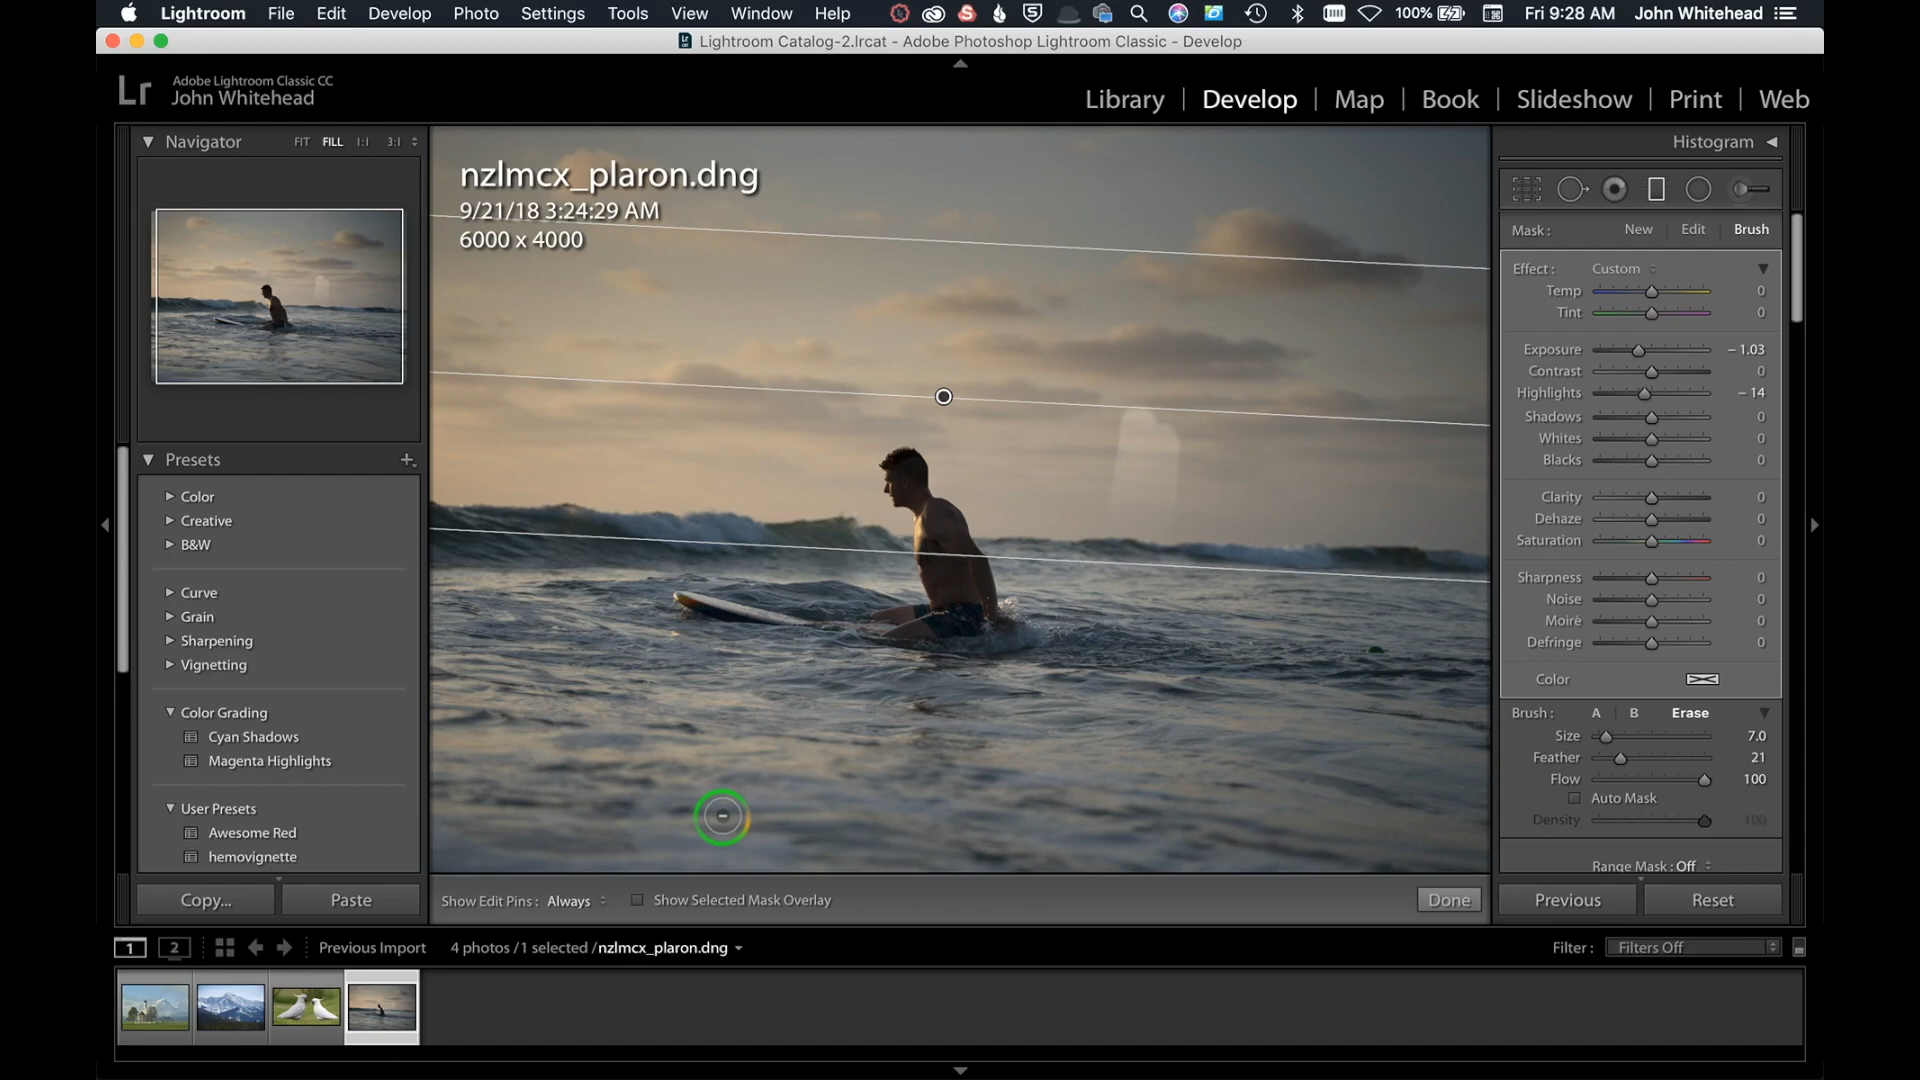 Lightroom File Edit Develop Photo Settings Tools View Window Help 100% Fri 9:28 AM John Whitehead
Lightroom Catalog-2.lrcat - Adobe Photoshop Lightroom Classic - Develop
Lr Adobe Lightroom Classic CC
John Whitehead
Library | Develop | Map | Book | Slideshow | Print | Web
Navigator FIT FILL 1:1 3:1
Histogram
nzlmcx_plaron.dng
9/21/18 3:24:29 AM
6000 x 4000
Presets
Color
Creative
B&W
Curve
Grain
Sharpening
Vignetting
Color Grading
Cyan Shadows
Magenta Highlights
User Presets
Awesome Red
hemovignette
Copy... Paste
Show Edit Pins : Always Show Selected Mask Overlay Done
Mask : New | Edit | Brush
Effect : Custom
Temp 0
Tint 0
Exposure – 1.03
Contrast 0
Highlights – 14
Shadows 0
Whites 0
Blacks 0
Clarity 0
Dehaze 0
Saturation 0
Sharpness 0
Noise 0
Moiré 0
Defringe 0
Color
Brush : A | B Erase
Size 7.0
Feather 21
Flow 100
Auto Mask
Density 100
Range Mask : Off
Previous Reset
1 2 Previous Import 4 photos /1 selected /nzlmcx_plaron.dng Filter : Filters Off